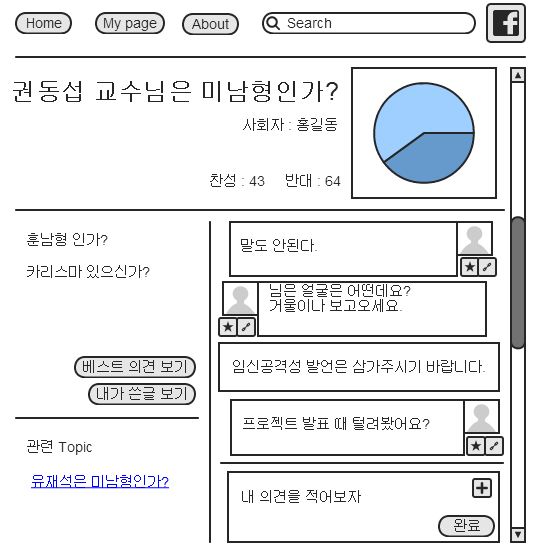 Home My page About Search
권동섭 교수님은 미남형인가?
사회자 : 홍길동
찬성 : 43 반대 : 64
훈남형 인가?
카리스마 있으신가?
베스트 의견 보기
내가 쓴글 보기
관련 Topic
유재석은 미남형인가?
말도 안된다.
님은 얼굴은 어떤데요?
거울이나 보고오세요.
임신공격성 발언은 삼가주시기 바랍니다.
프로젝트 발표 때 털려봤어요?
내 의견을 적어보자
완료